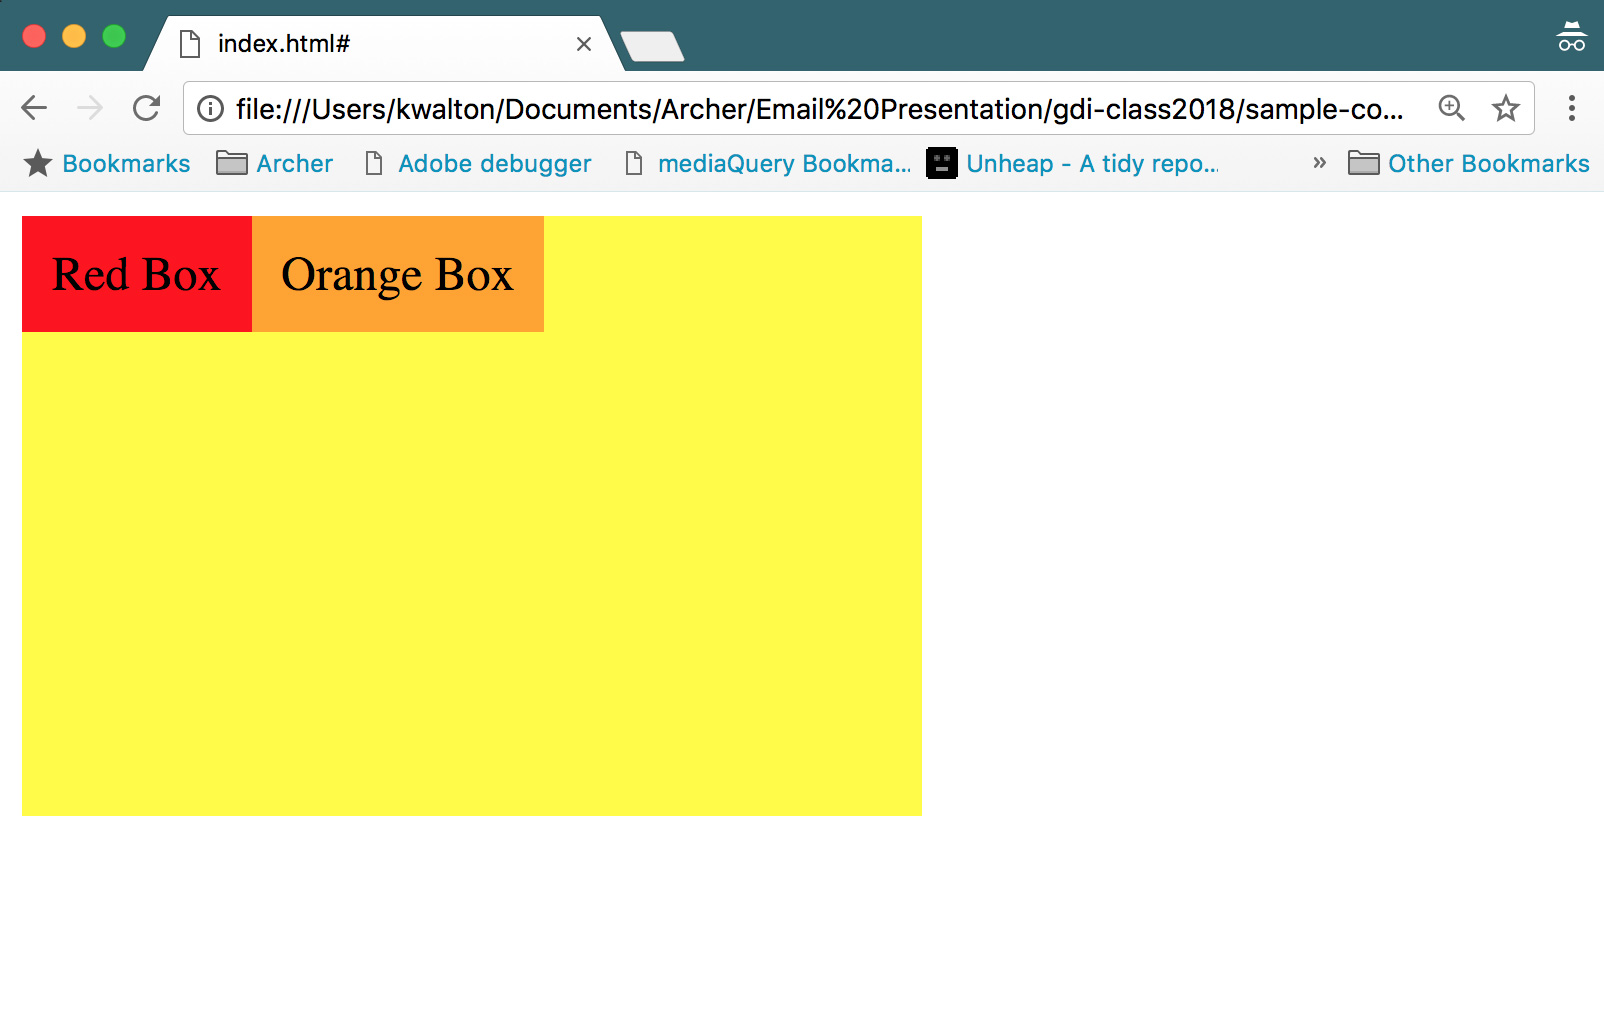 index.html#
file:///Users/kwalton/Documents/Archer/Email%20Presentation/gdi-class2018/sample-co...
Bookmarks Archer Adobe debugger mediaQuery Bookma... Unheap - A tidy repo... » Other Bookmarks
Red Box Orange Box